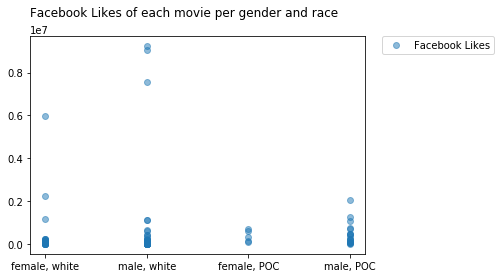 Facebook Likes of each movie per gender and race
1e7
Facebook Likes
0.8
0.6
0.4
0.2
0.0
female, white
male, white
female, POC
male, POC